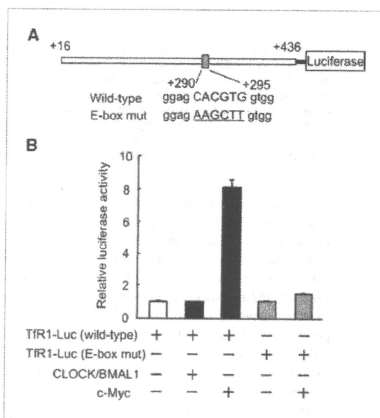 A
+16
+436
Luciferase
+290
+295
Wild-type ggag CACGTG gtgg
E-box mut ggag AAGCTT gtgg
B
Relative luciferase activity
10
8
6
4
2
0
TfR1-Luc (wild-type) + + + − −
TfR1-Luc (E-box mut) − − − + +
CLOCK/BMAL1 − + − − −
c-Myc − − + − +